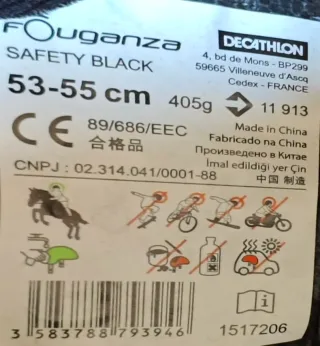 FOuganza
DECATHLON
SAFETY BLACK
4, bd de Mons - BP299
59665 Villeneuve d'Ascq
Cedex - FRANCE
53-55 cm 405g 11 913
CE 89/686/EEC
合格品
Made in China
Fabricado na China
Произведено в Китае
İmal edildiği yer Çin
中国 制造
CNPJ : 02.314.041/0001-88
3 583788 793946
1517206